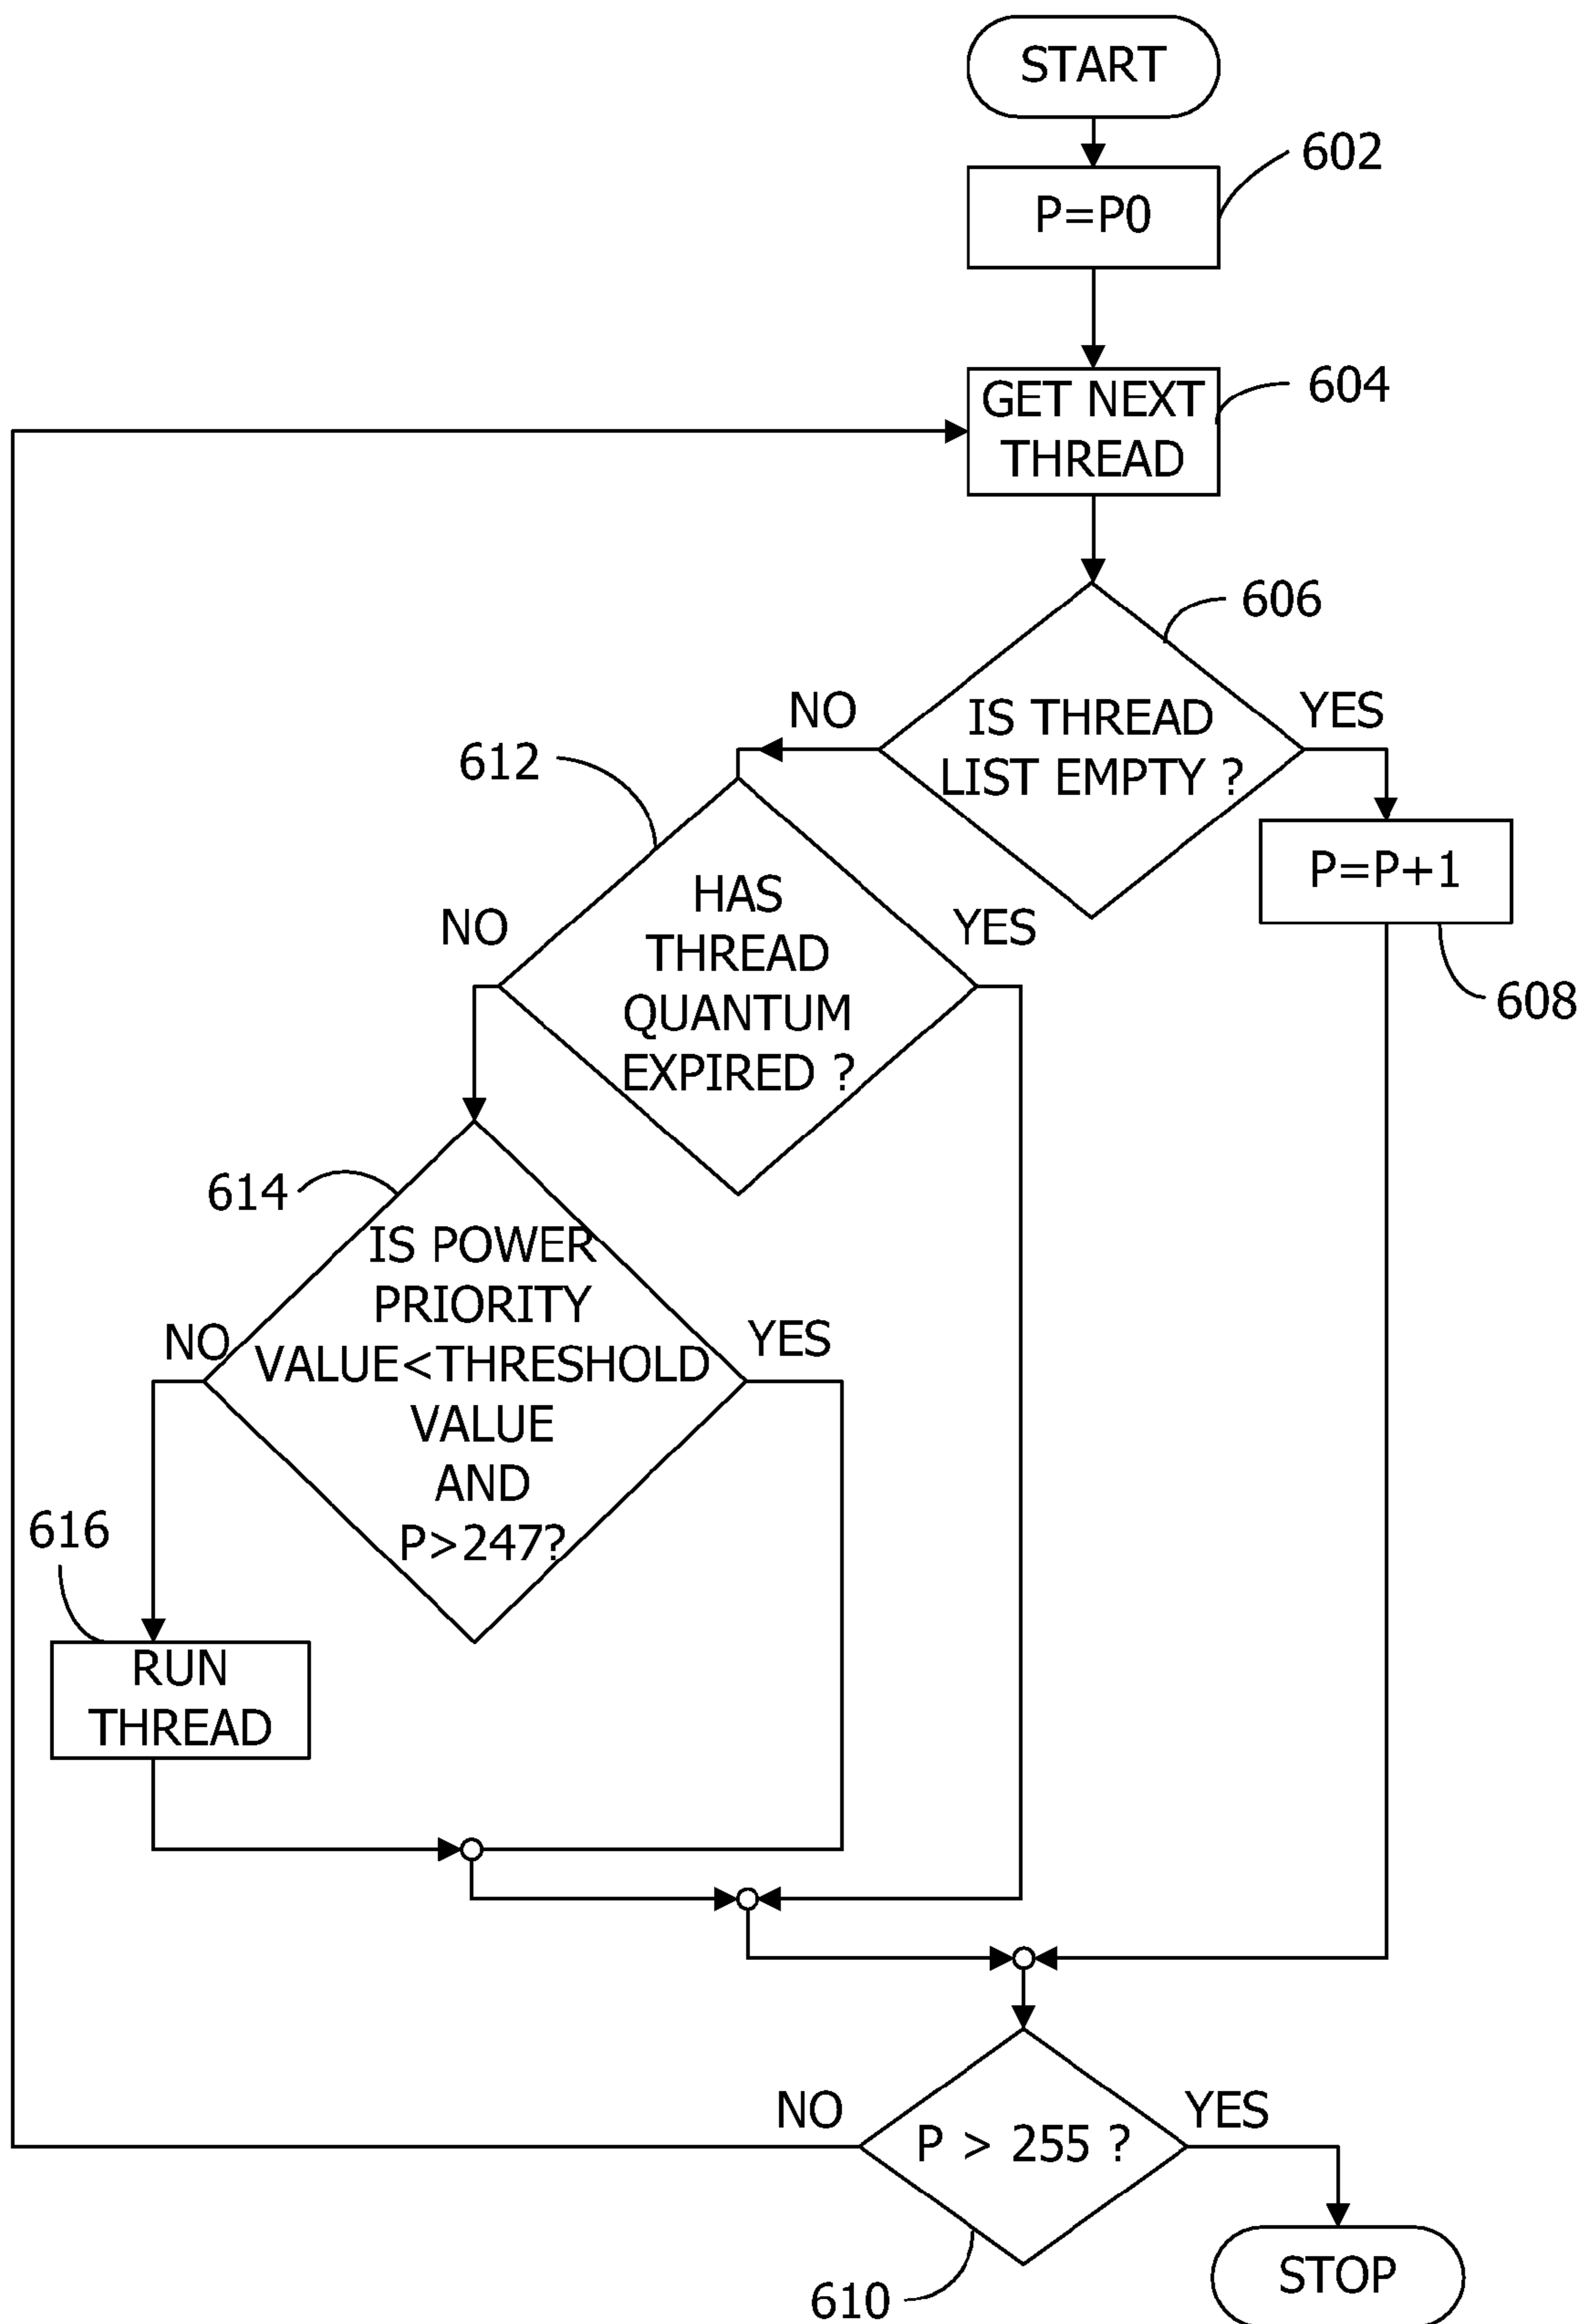 START
602
P=P0
GET NEXT
THREAD
604
606
IS THREAD
LIST EMPTY ?
NO
YES
612
P=P+1
608
HAS
THREAD
QUANTUM
EXPIRED ?
NO
YES
614
IS POWER
PRIORITY
VALUE<THRESHOLD
VALUE
AND
P>247?
NO
YES
616
RUN
THREAD
P > 255 ?
NO
YES
610
STOP